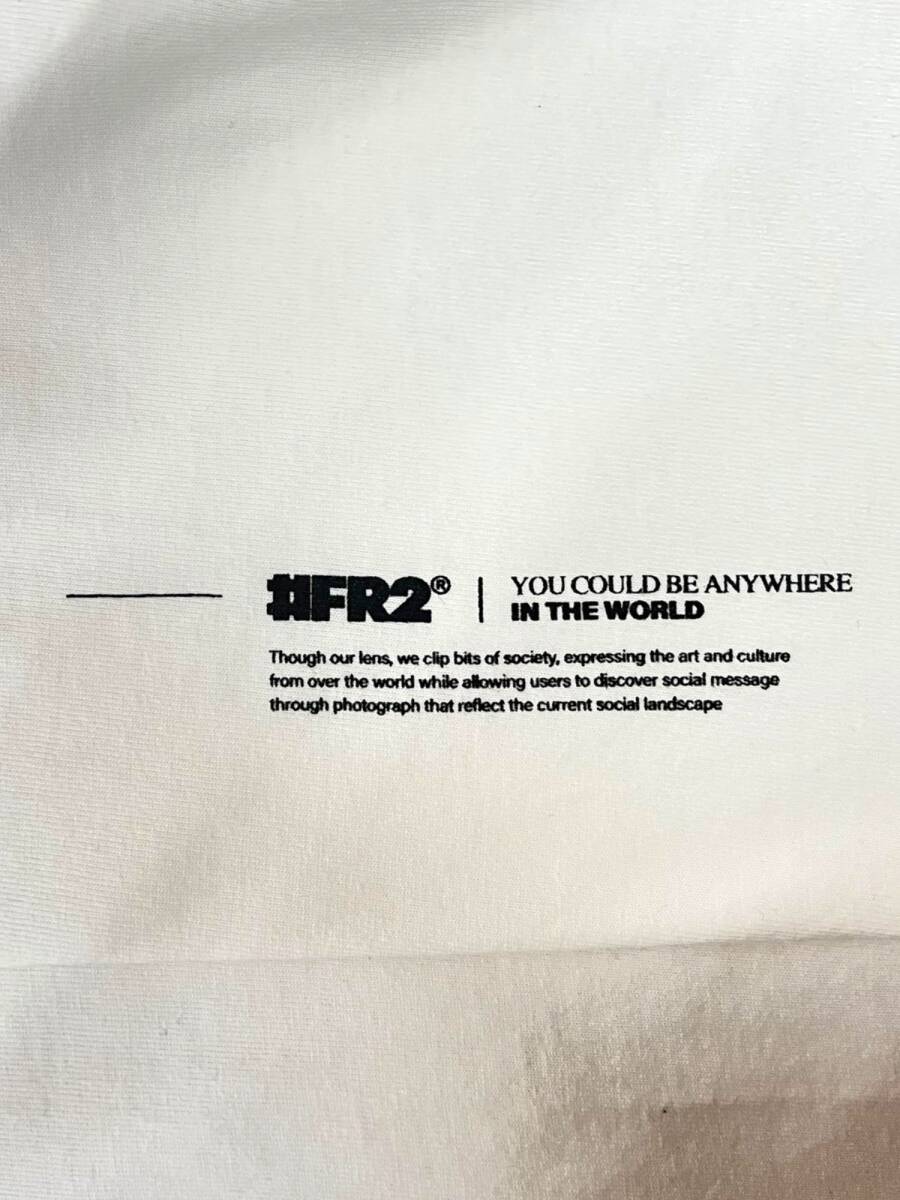 #FR2® | YOU COULD BE ANYWHERE
IN THE WORLD
Though our lens, we clip bits of society, expressing the art and culture
from over the world while allowing users to discover social message
through photograph that reflect the current social landscape